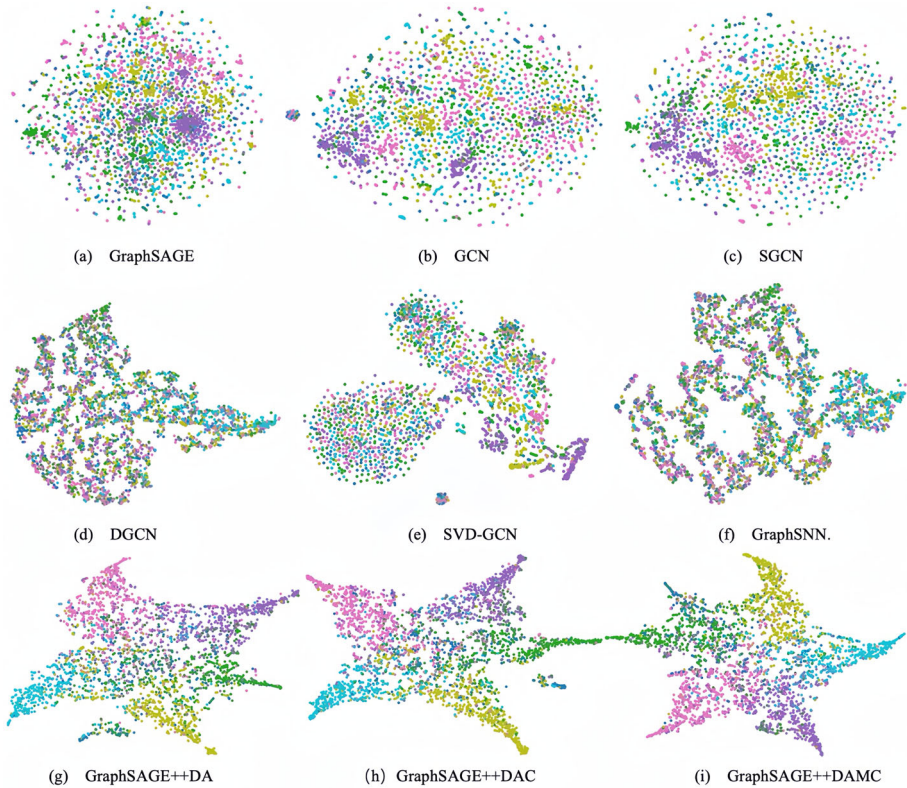 (a) GraphSAGE
(b) GCN
(c) SGCN
(d) DGCN
(e) SVD-GCN
(f) GraphSNN.
(g) GraphSAGE++DA
(h) GraphSAGE++DAC
(i) GraphSAGE++DAMC